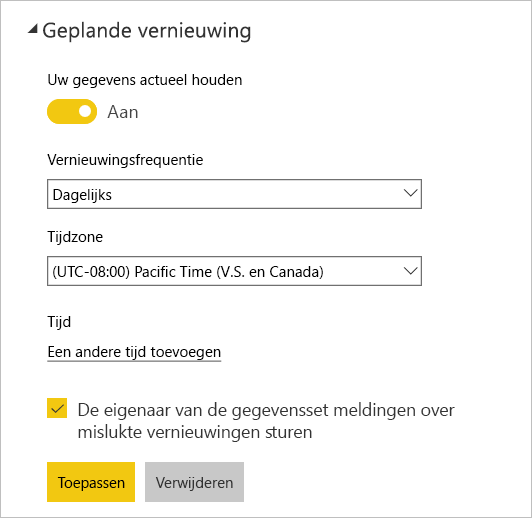 Geplande vernieuwing
Uw gegevens actueel houden
Aan
Vernieuwingsfrequentie
Dagelijks
Tijdzone
(UTC-08:00) Pacific Time (V.S. en Canada)
Tijd
Een andere tijd toevoegen
De eigenaar van de gegevensset meldingen over
mislukte vernieuwingen sturen
Toepassen
Verwijderen